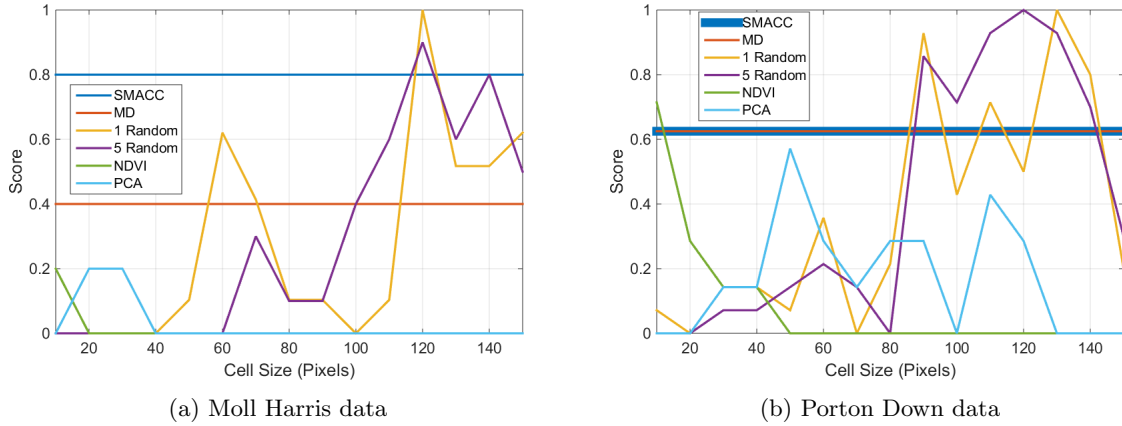 1
0.8
0.6
0.4
0.2
0
Score
SMACC
MD
1 Random
5 Random
NDVI
PCA
20 40 60 80 100 120 140
Cell Size (Pixels)
(a) Moll Harris data
1
0.8
0.6
0.4
0.2
0
Score
SMACC
MD
1 Random
5 Random
NDVI
PCA
20 40 60 80 100 120 140
Cell Size (Pixels)
(b) Porton Down data